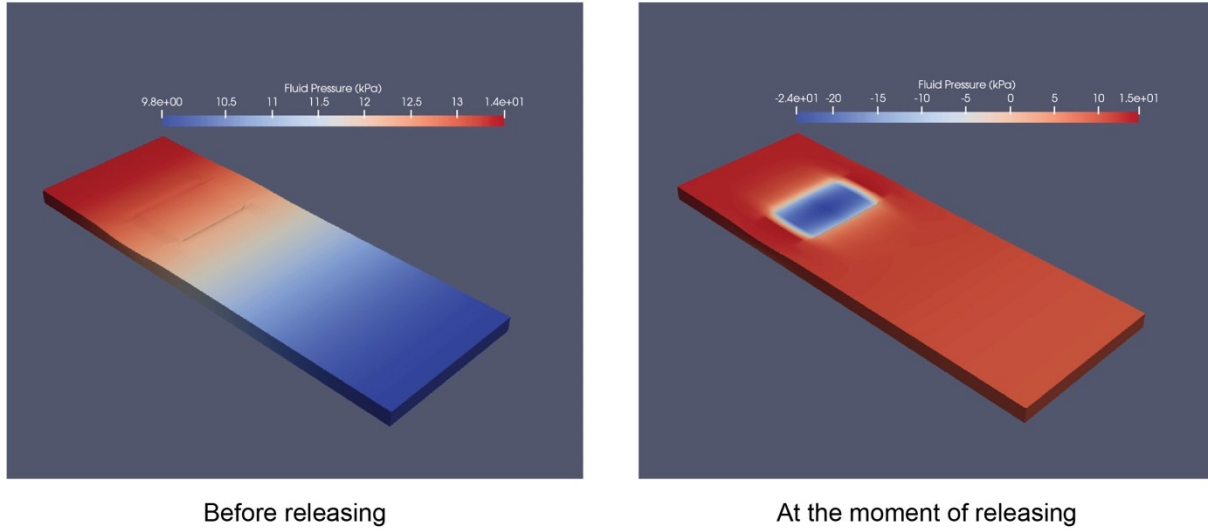 Fluid Pressure (kPa)
9.8e+00 10.5 11 11.5 12 12.5 13 1.4e+01
Fluid Pressure (kPa)
-2.4e+01 -20 -15 -10 -5 0 5 10 1.5e+01
Before releasing
At the moment of releasing